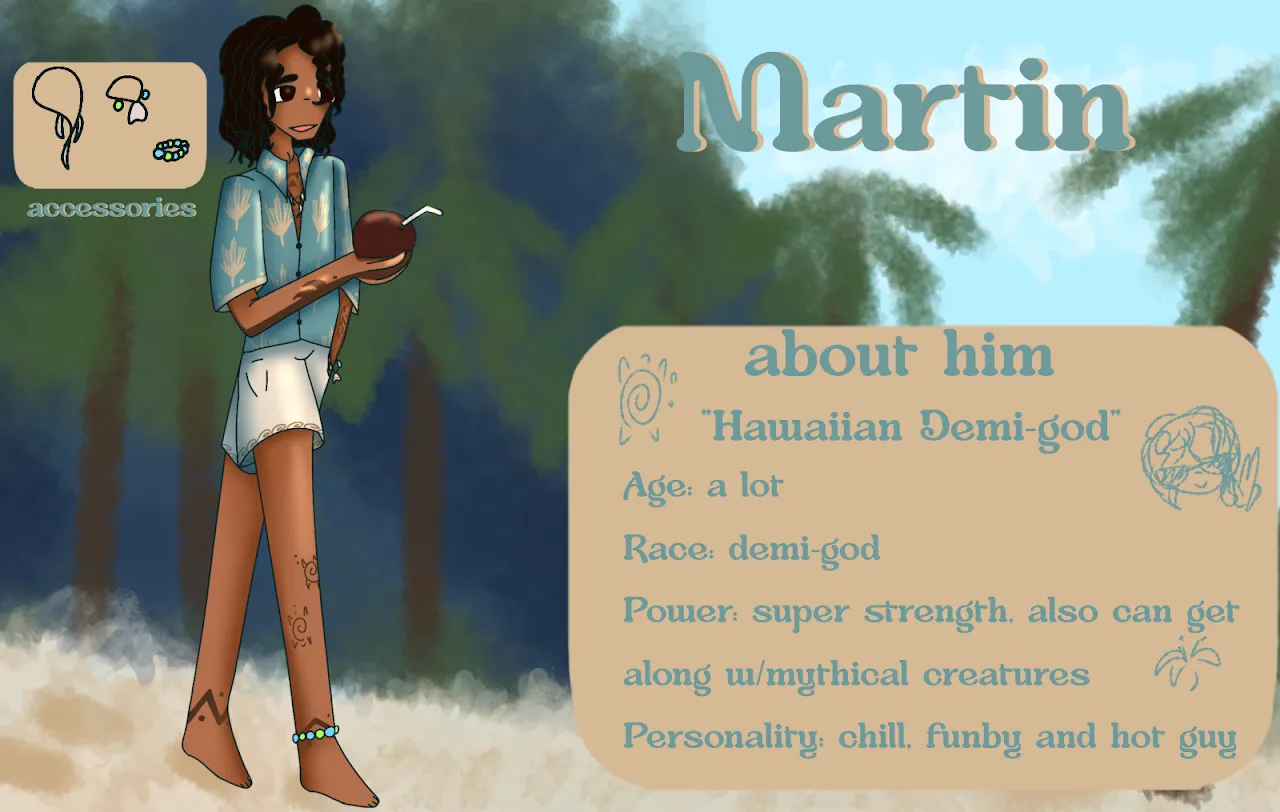 Martin
accessories
about him
"Hawaiian Demi-god"
Age: a lot
Race: demi-god
Power: super strength, also can get
along w/mythical creatures
Personality: chill, funby and hot guy